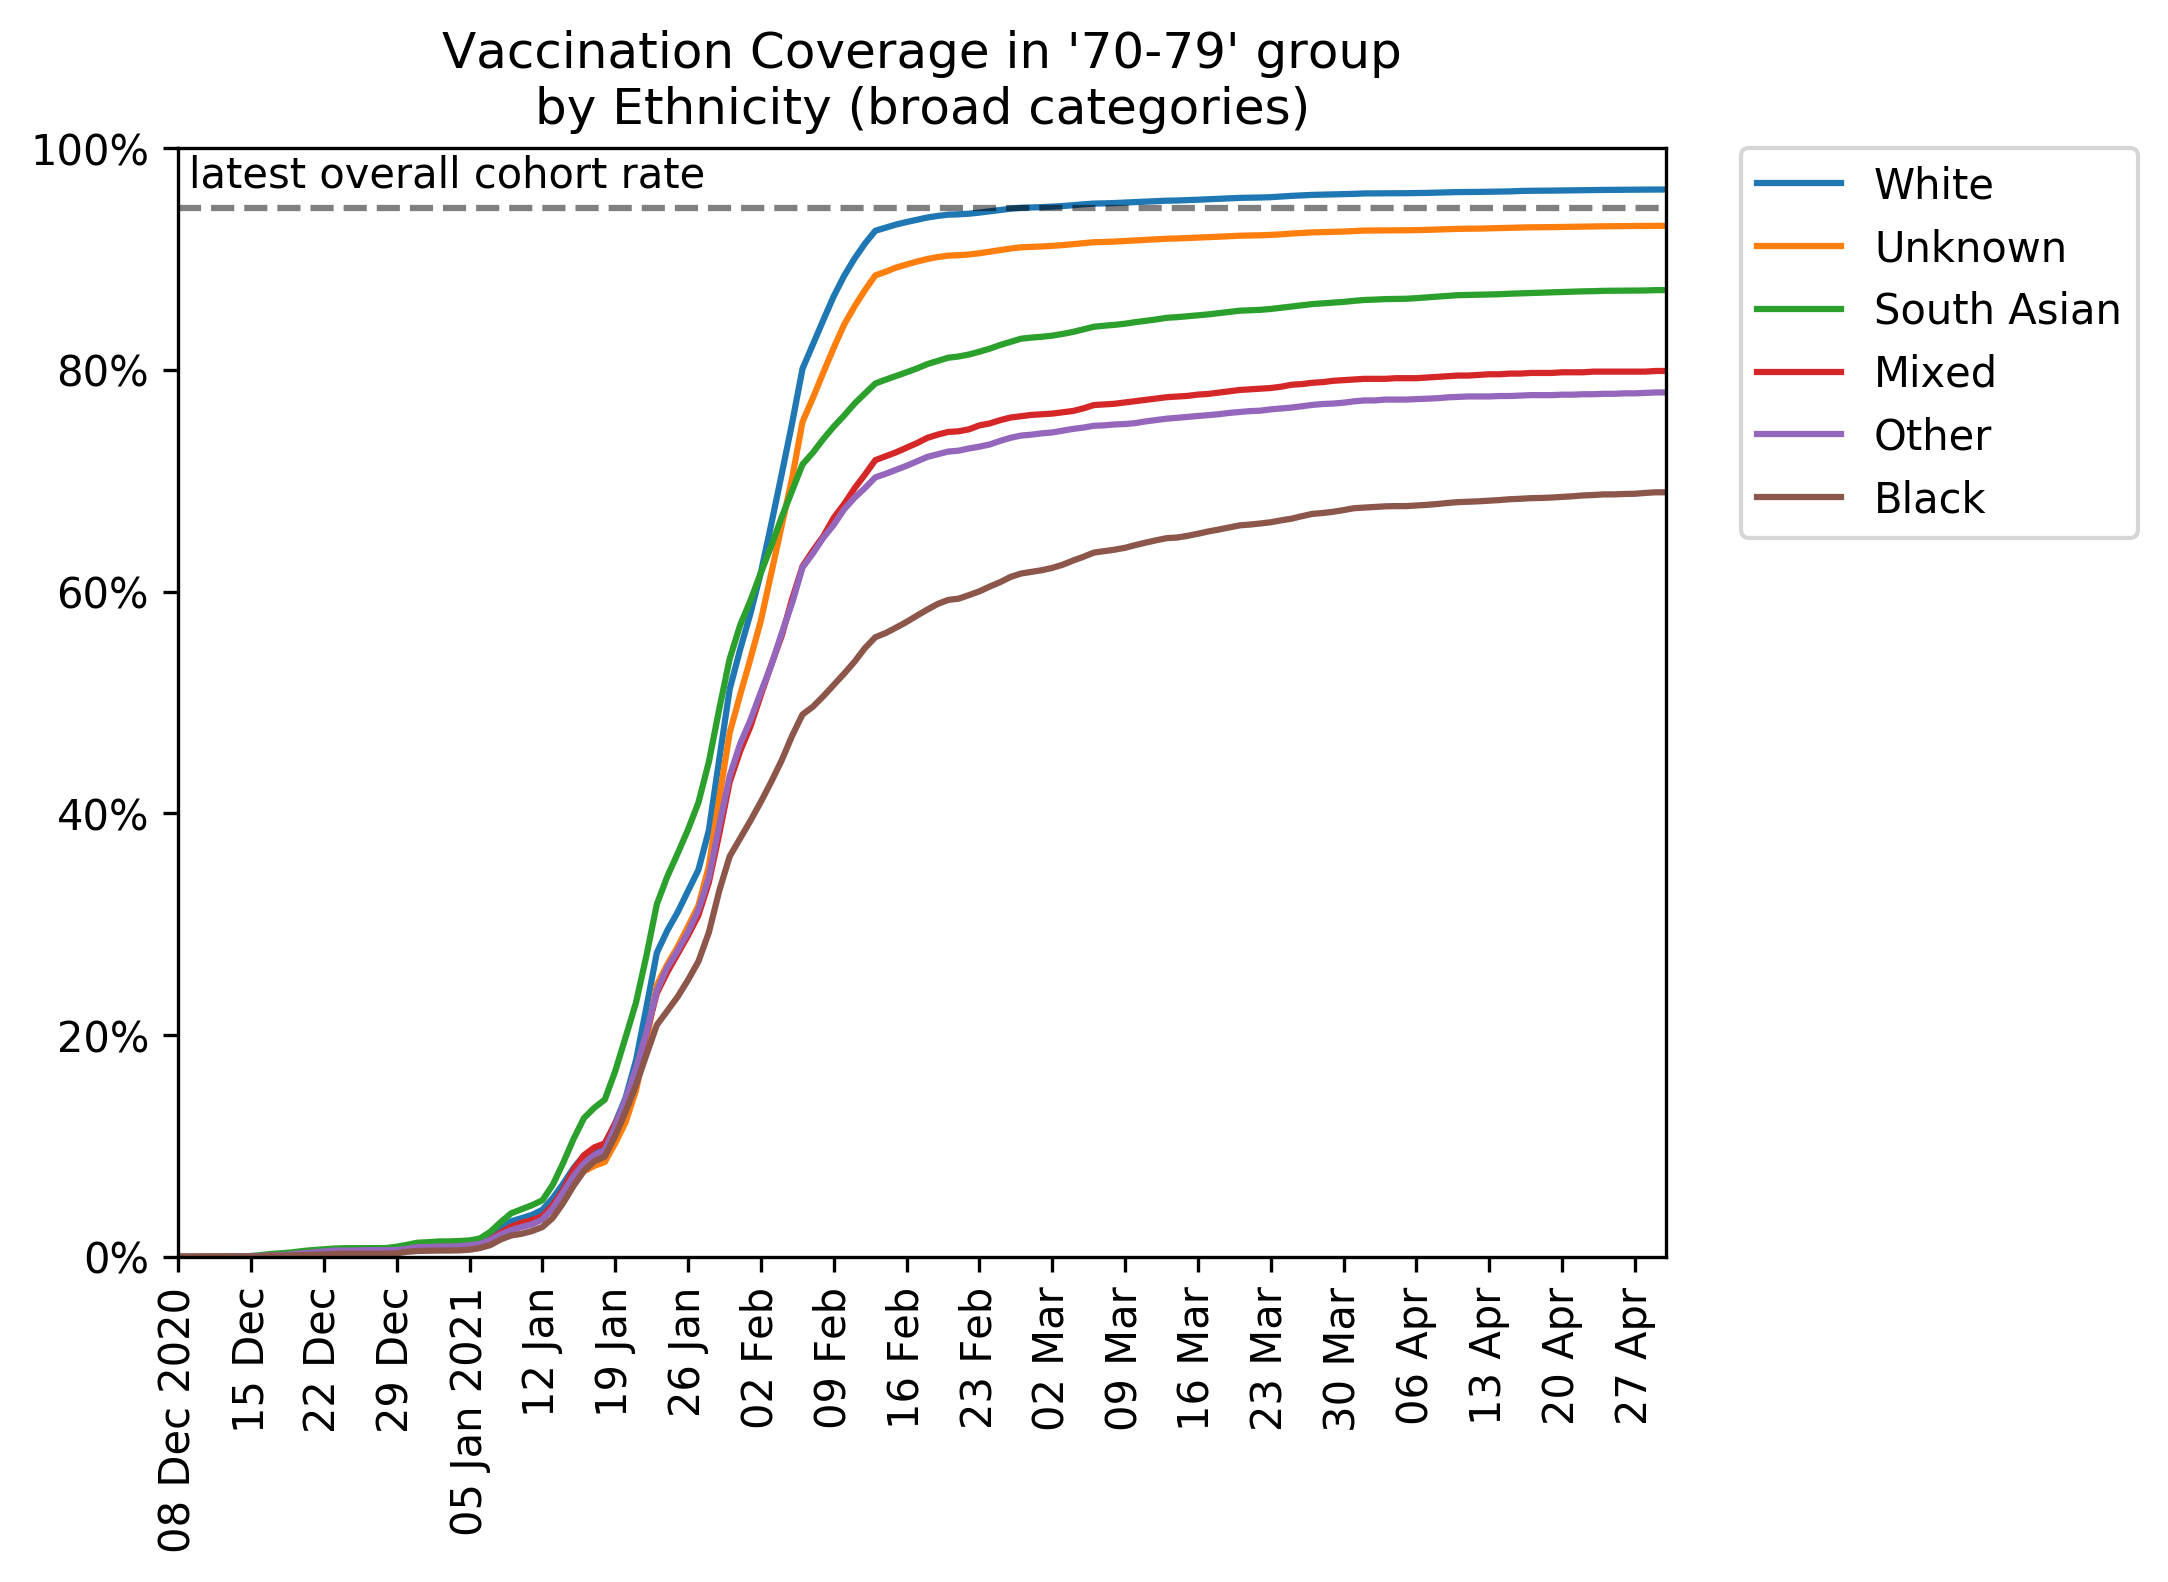 Vaccination Coverage in '70-79' group
by Ethnicity (broad categories)
100%
80%
60%
40%
20%
0%
latest overall cohort rate
White
Unknown
South Asian
Mixed
Other
Black
08 Dec 2020
15 Dec
22 Dec
29 Dec
05 Jan 2021
12 Jan
19 Jan
26 Jan
02 Feb
09 Feb
16 Feb
23 Feb
02 Mar
09 Mar
16 Mar
23 Mar
30 Mar
06 Apr
13 Apr
20 Apr
27 Apr